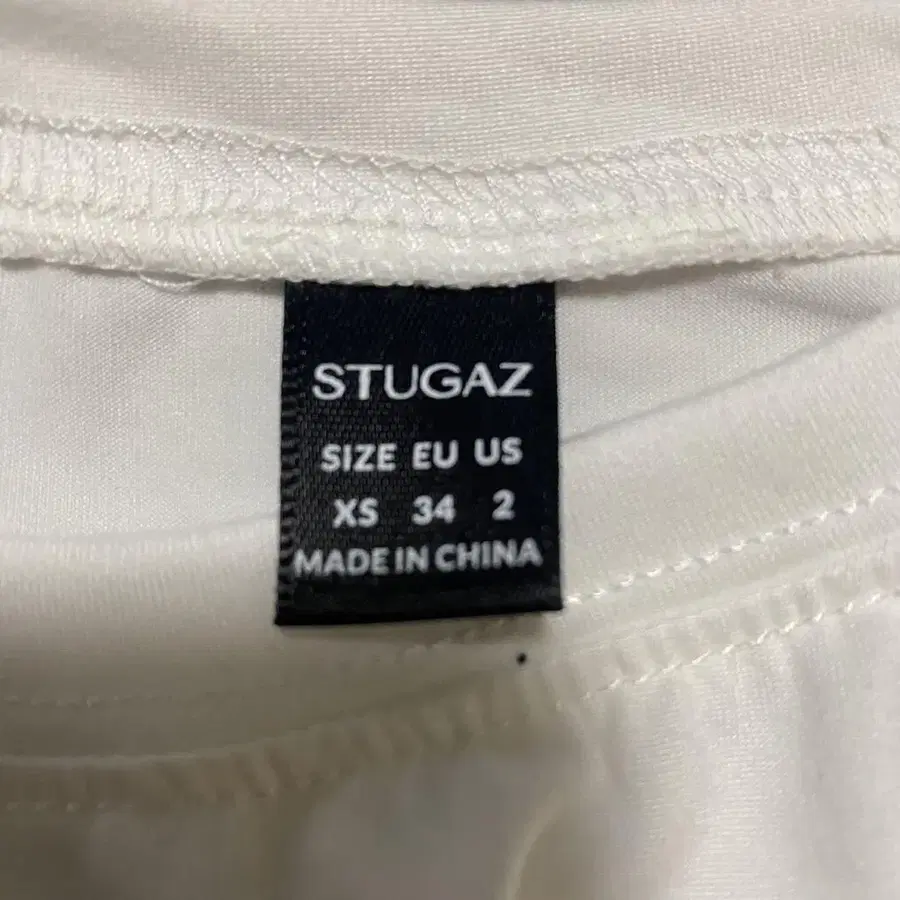 STUGAZ
SIZE EU US
XS 34 2
MADE IN CHINA